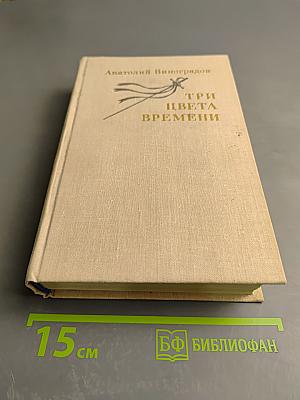 Анатолий Виноградов
ТРИ
ЦВЕТА
ВРЕМЕНИ
15 см
БФ БИБЛИОФАН